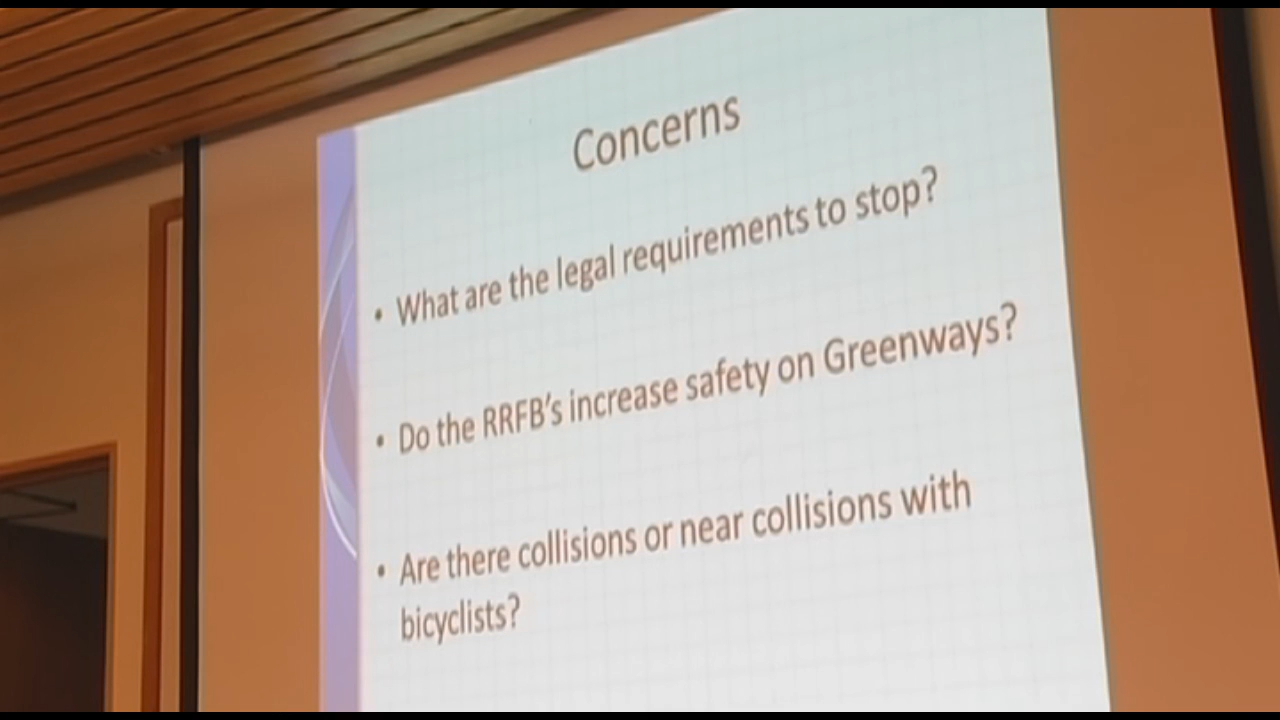 Concerns
• What are the legal requirements to stop?
• Do the RRFB's increase safety on Greenways?
• Are there collisions or near collisions with
bicyclists?